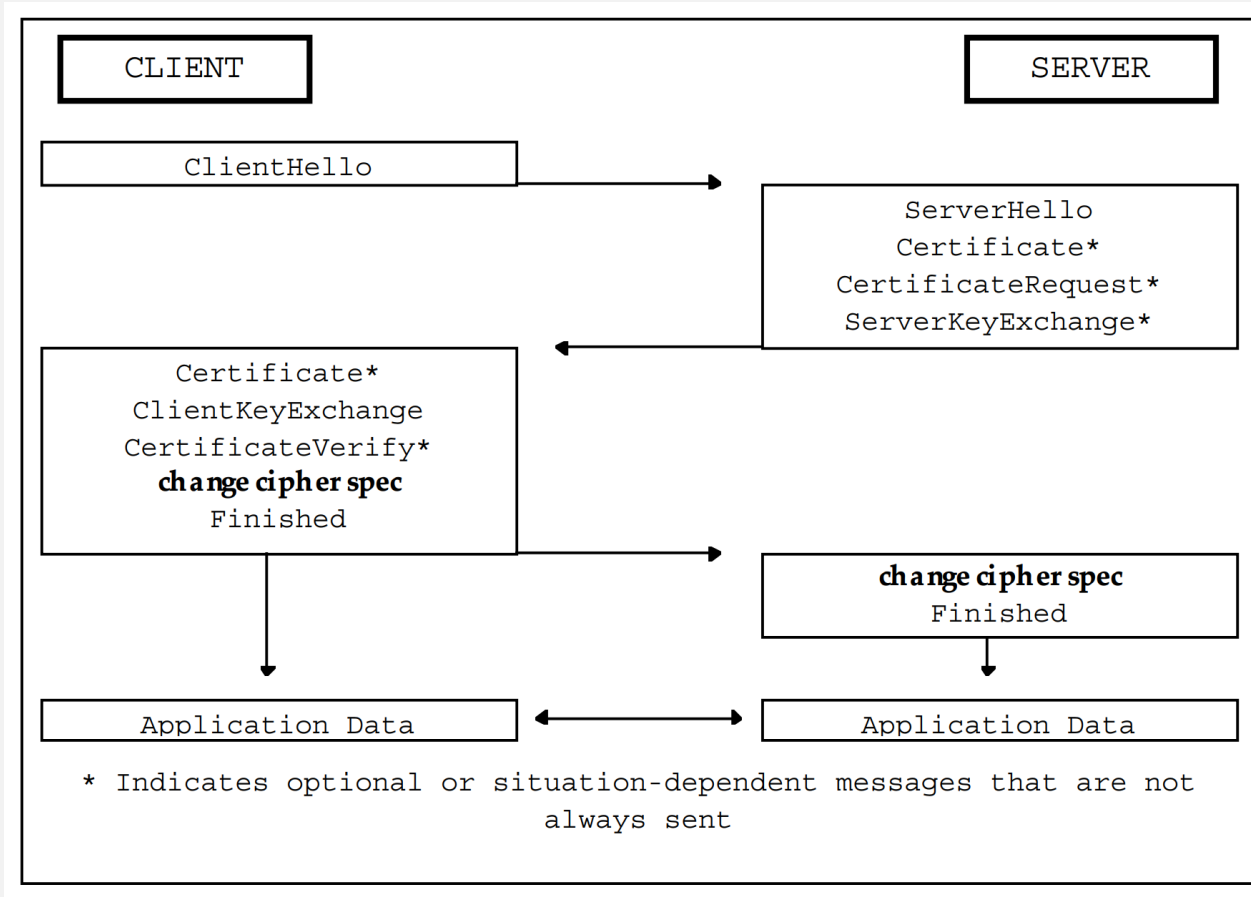 CLIENT
SERVER
ClientHello
ServerHello
Certificate*
CertificateRequest*
ServerKeyExchange*
Certificate*
ClientKeyExchange
CertificateVerify*
change cipher spec
Finished
change cipher spec
Finished
Application Data
Application Data
* Indicates optional or situation-dependent messages that are not
always sent